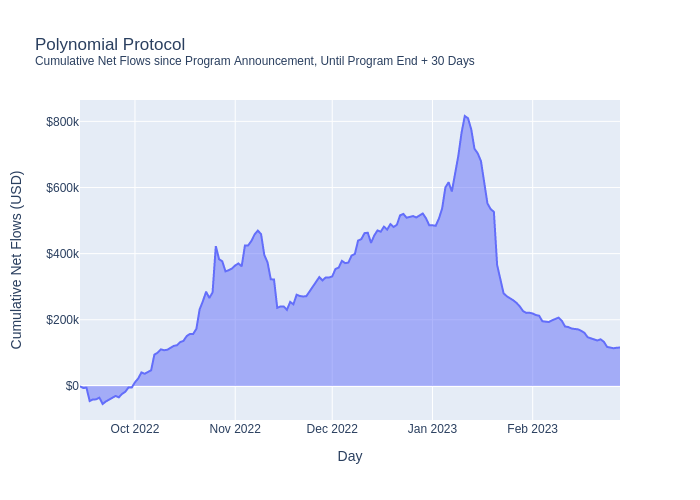 Polynomial Protocol
Cumulative Net Flows since Program Announcement, Until Program End + 30 Days
Cumulative Net Flows (USD)
$800k
$600k
$400k
$200k
$0
Oct 2022
Nov 2022
Dec 2022
Jan 2023
Feb 2023
Day